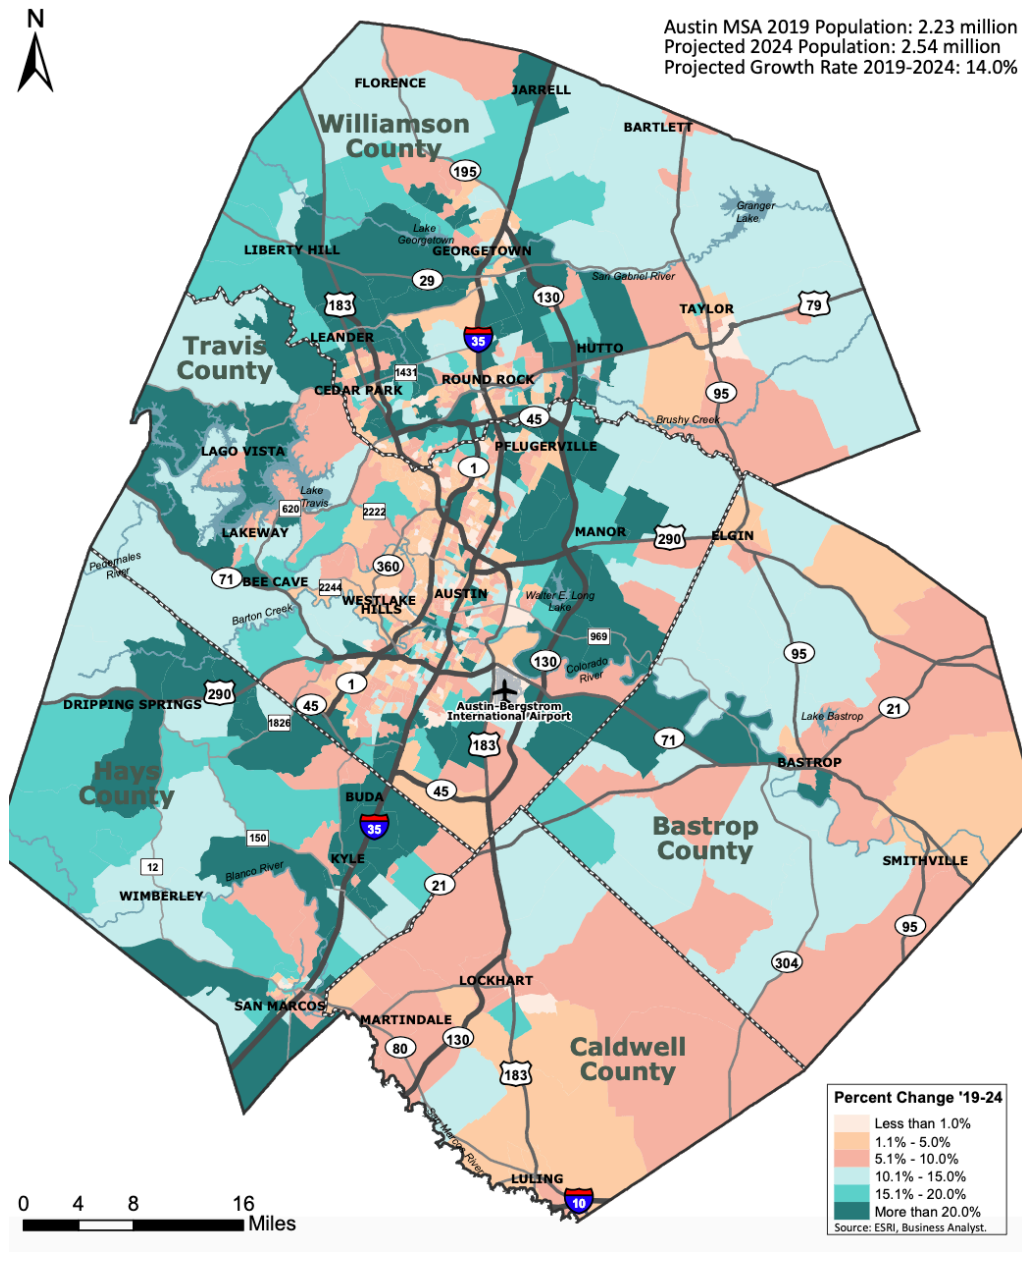 N
Austin MSA 2019 Population: 2.23 million
Projected 2024 Population: 2.54 million
Projected Growth Rate 2019-2024: 14.0%
FLORENCE
JARRELL
BARTLETT
Williamson
County
195
Granger
Lake
Lake
Georgetown
LIBERTY HILL
GEORGETOWN
29
San Gabriel River
183
130
TAYLOR
79
Travis
County
LEANDER
35
HUTTO
1431
CEDAR PARK
ROUND ROCK
95
45
Brushy Creek
PFLUGERVILLE
LAGO VISTA
1
Lake
Travis
620
2222
LAKEWAY
MANOR
290
ELGIN
Pedernales
River
360
71
BEE CAVE
2244
WESTLAKE
HILLS
AUSTIN
Walter E. Long
Lake
Barton Creek
969
95
130
Colorado
River
1
290
DRIPPING SPRINGS
45
Austin-Bergstrom
International Airport
21
Lake Bastrop
1826
183
71
BASTROP
Hays
County
45
BUDA
35
Bastrop
County
150
KYLE
SMITHVILLE
12
Blanco River
21
WIMBERLEY
95
304
LOCKHART
SAN MARCOS
MARTINDALE
130
80
Caldwell
County
183
San Marcos River
LULING
10
Percent Change '19-24
Less than 1.0%
1.1% - 5.0%
5.1% - 10.0%
10.1% - 15.0%
15.1% - 20.0%
More than 20.0%
Source: ESRI, Business Analyst.
0 4 8 16
Miles